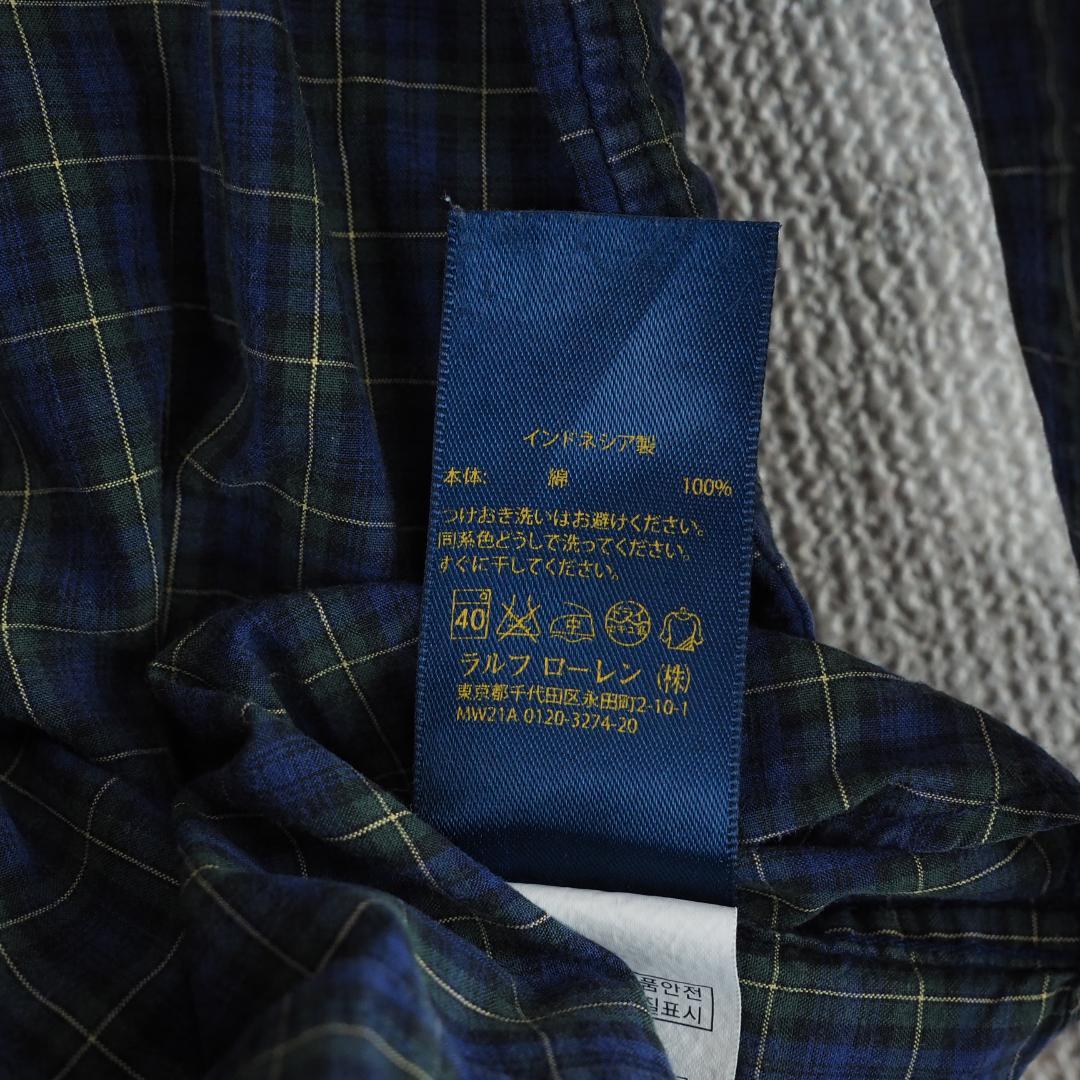 インドネシア製
本体: 綿 100%
つけおき洗いはお避けください。
同系色どうしで洗ってください。
すぐに干してください。
40 中 ドライ
ラルフ ローレン (株)
東京都千代田区永田町2-10-1
MW21A 0120-3274-20
품안전
질표시